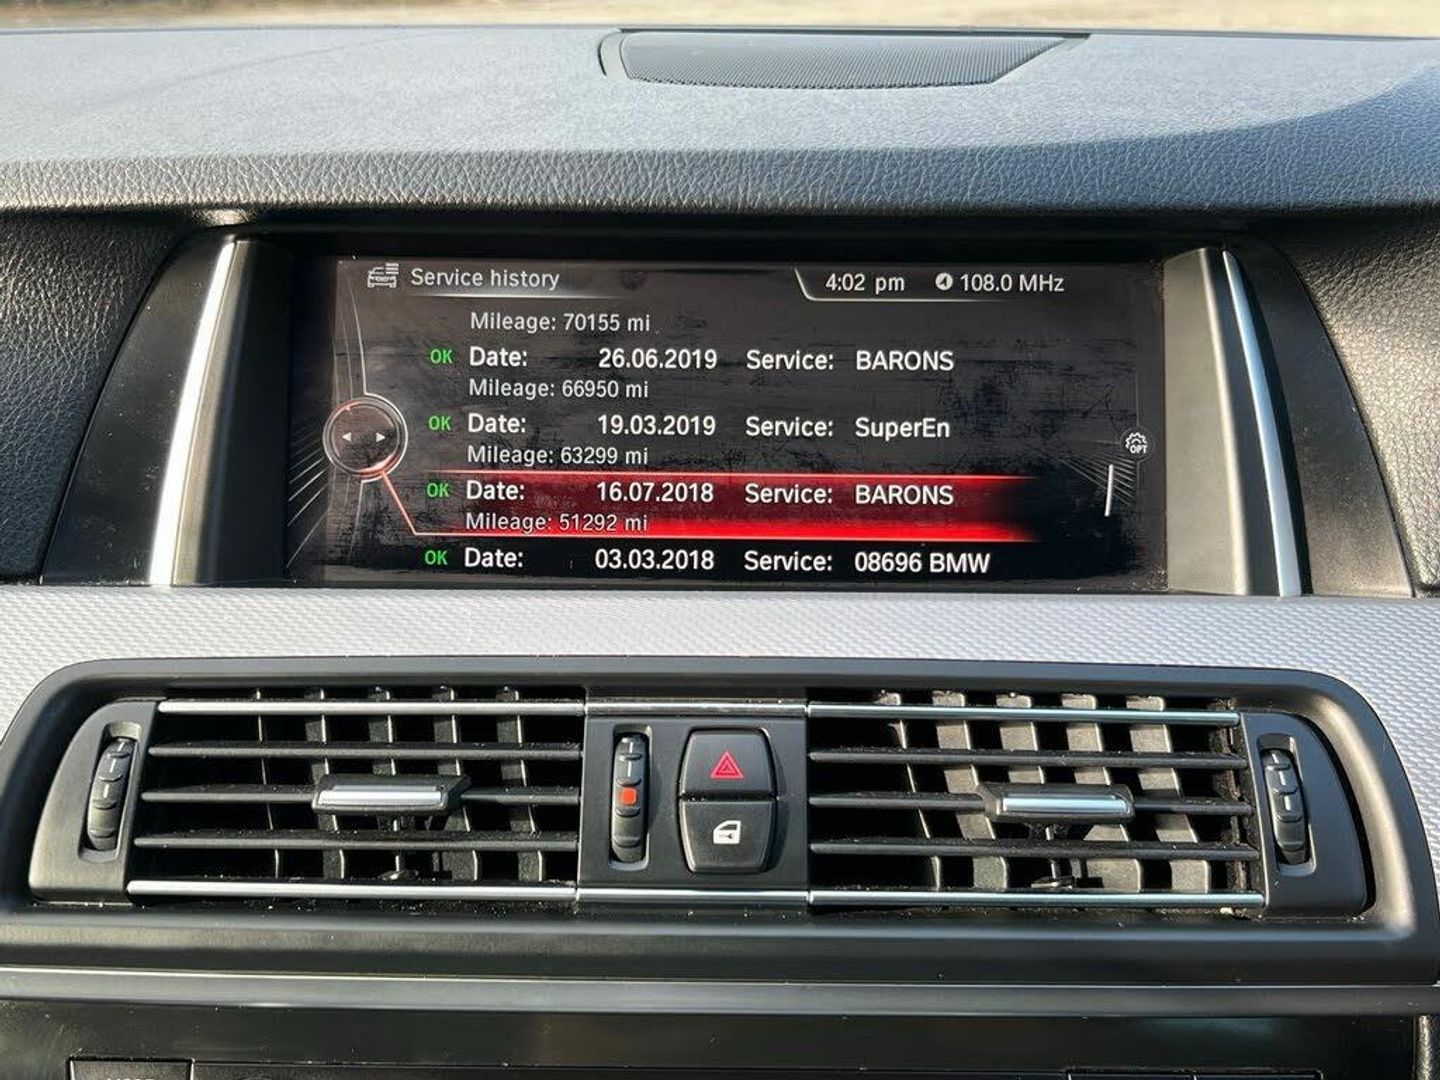 Service history 4:02 pm 108.0 MHz
Mileage: 70155 mi
OK Date: 26.06.2019 Service: BARONS
Mileage: 66950 mi
OK Date: 19.03.2019 Service: SuperEn
Mileage: 63299 mi
OPT
OK Date: 16.07.2018 Service: BARONS
Mileage: 51292 mi
OK Date: 03.03.2018 Service: 08696 BMW